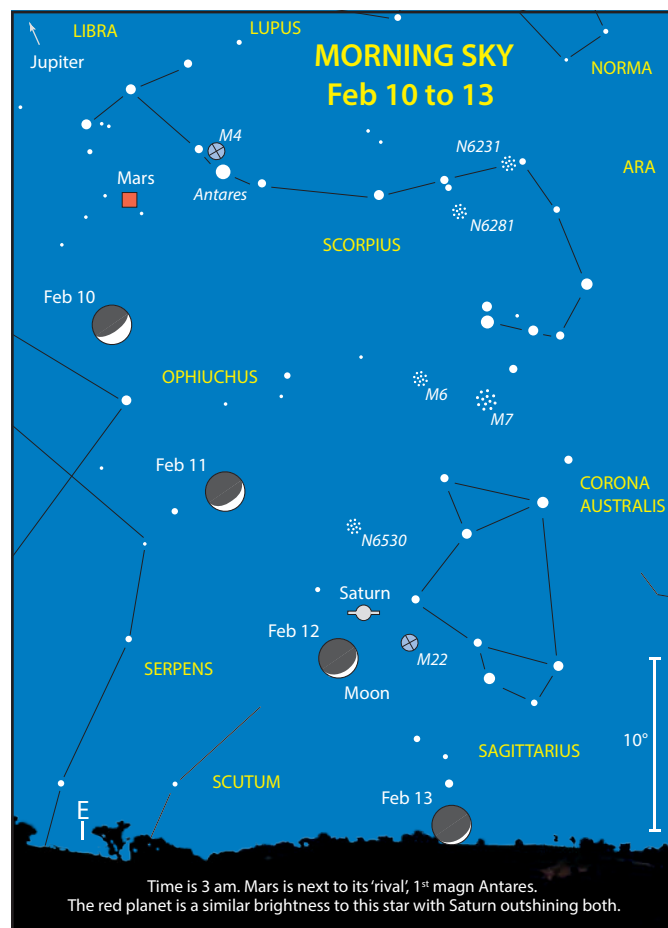 LIBRA
LUPUS
MORNING SKY
Feb 10 to 13
Jupiter
NORMA
M4
N6231
ARA
Mars
Antares
N6281
SCORPIUS
Feb 10
OPHIUCHUS
M6
M7
Feb 11
CORONA
AUSTRALIS
N6530
Saturn
Feb 12
M22
SERPENS
Moon
10°
SAGITTARIUS
SCUTUM
Feb 13
E
Time is 3 am. Mars is next to its ‘rival’, 1st magn Antares.
The red planet is a similar brightness to this star with Saturn outshining both.